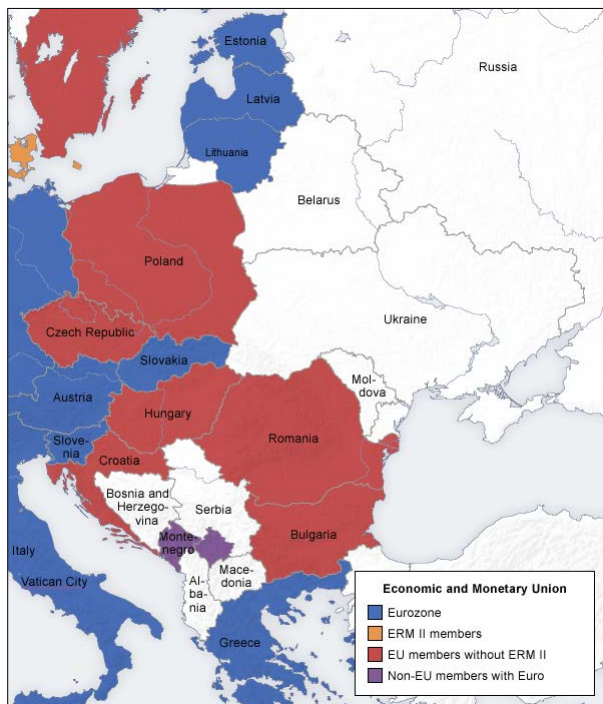 Estonia
Russia
Latvia
Lithuania
Belarus
Poland
Ukraine
Czech Republic
Slovakia
Mol-
dova
Austria
Hungary
Slove-
nia
Romania
Croatia
Bosnia and
Herzego-
vina
Serbia
Bulgaria
Monte-
negro
Italy
Mace-
donia
Vatican City
Al-
ba-
nia
Greece
Economic and Monetary Union
Eurozone
ERM II members
EU members without ERM II
Non-EU members with Euro